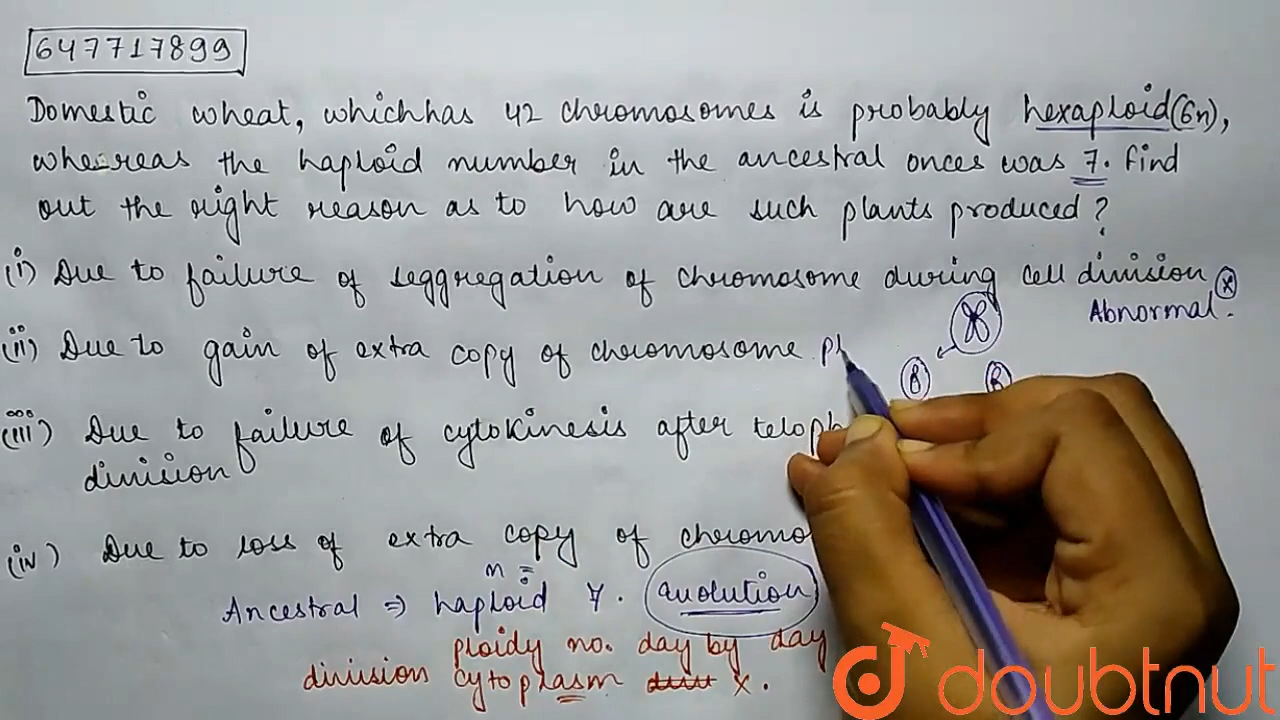 647717899
Domestic wheat, which has 42 chromosomes is probably hexaploid (6n),
whereas the haploid number in the ancestral onces was 7. find
out the right reason as to how are such plants produced?
(i) Due to failure of seggregation of chromosome during cell division
Abnormal. x
(ii) Due to gain of extra copy of chromosome
(iii) Due to failure of cytokinesis after teloph
division
(iv) Due to loss of extra copy of chromo
n =
Ancestral ⇒ haploid 7.
ploidy no. day by day
division cytoplasm x.
doubtnut